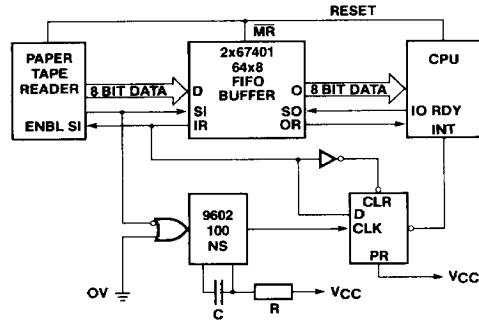 RESET
MR
PAPER
TAPE
READER
2x67401
64x8
FIFO
BUFFER
CPU
8 BIT DATA
D
O
8 BIT DATA
SI
SO
IO RDY
ENBL SI
IR
OR
INT
CLR
9602
100
NS
D
CLK
PR
OV
VCC
C
R
VCC